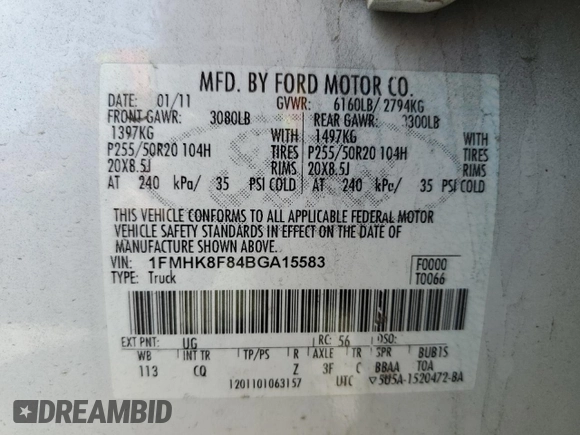 MFD. BY FORD MOTOR CO.
DATE: 01/11 GVWR: 6160LB/ 2794KG
FRONT GAWR: 3080LB REAR GAWR: 3300LB
1397KG WITH 1497KG WITH
P255/50R20 104H TIRES P255/50R20 104H TIRES
20X8.5J RIMS 20X8.5J RIMS
AT 240 kPa/ 35 PSI COLD AT 240 kPa/ 35 PSI COLD
THIS VEHICLE CONFORMS TO ALL APPLICABLE FEDERAL MOTOR
VEHICLE SAFETY STANDARDS IN EFFECT ON THE DATE OF
MANUFACTURE SHOWN ABOVE.
VIN: 1FMHK8F84BGA15583 F0000
TYPE: Truck T0066
EXT PNT: UG RC: 56 DSO:
WB INT TR TP/PS R AXLE TR SPR BUB1S
113 CQ Z 3F C BBAA TOA
1201101063157 UTC ▽5U5A-1520472-BA
DREAMBID